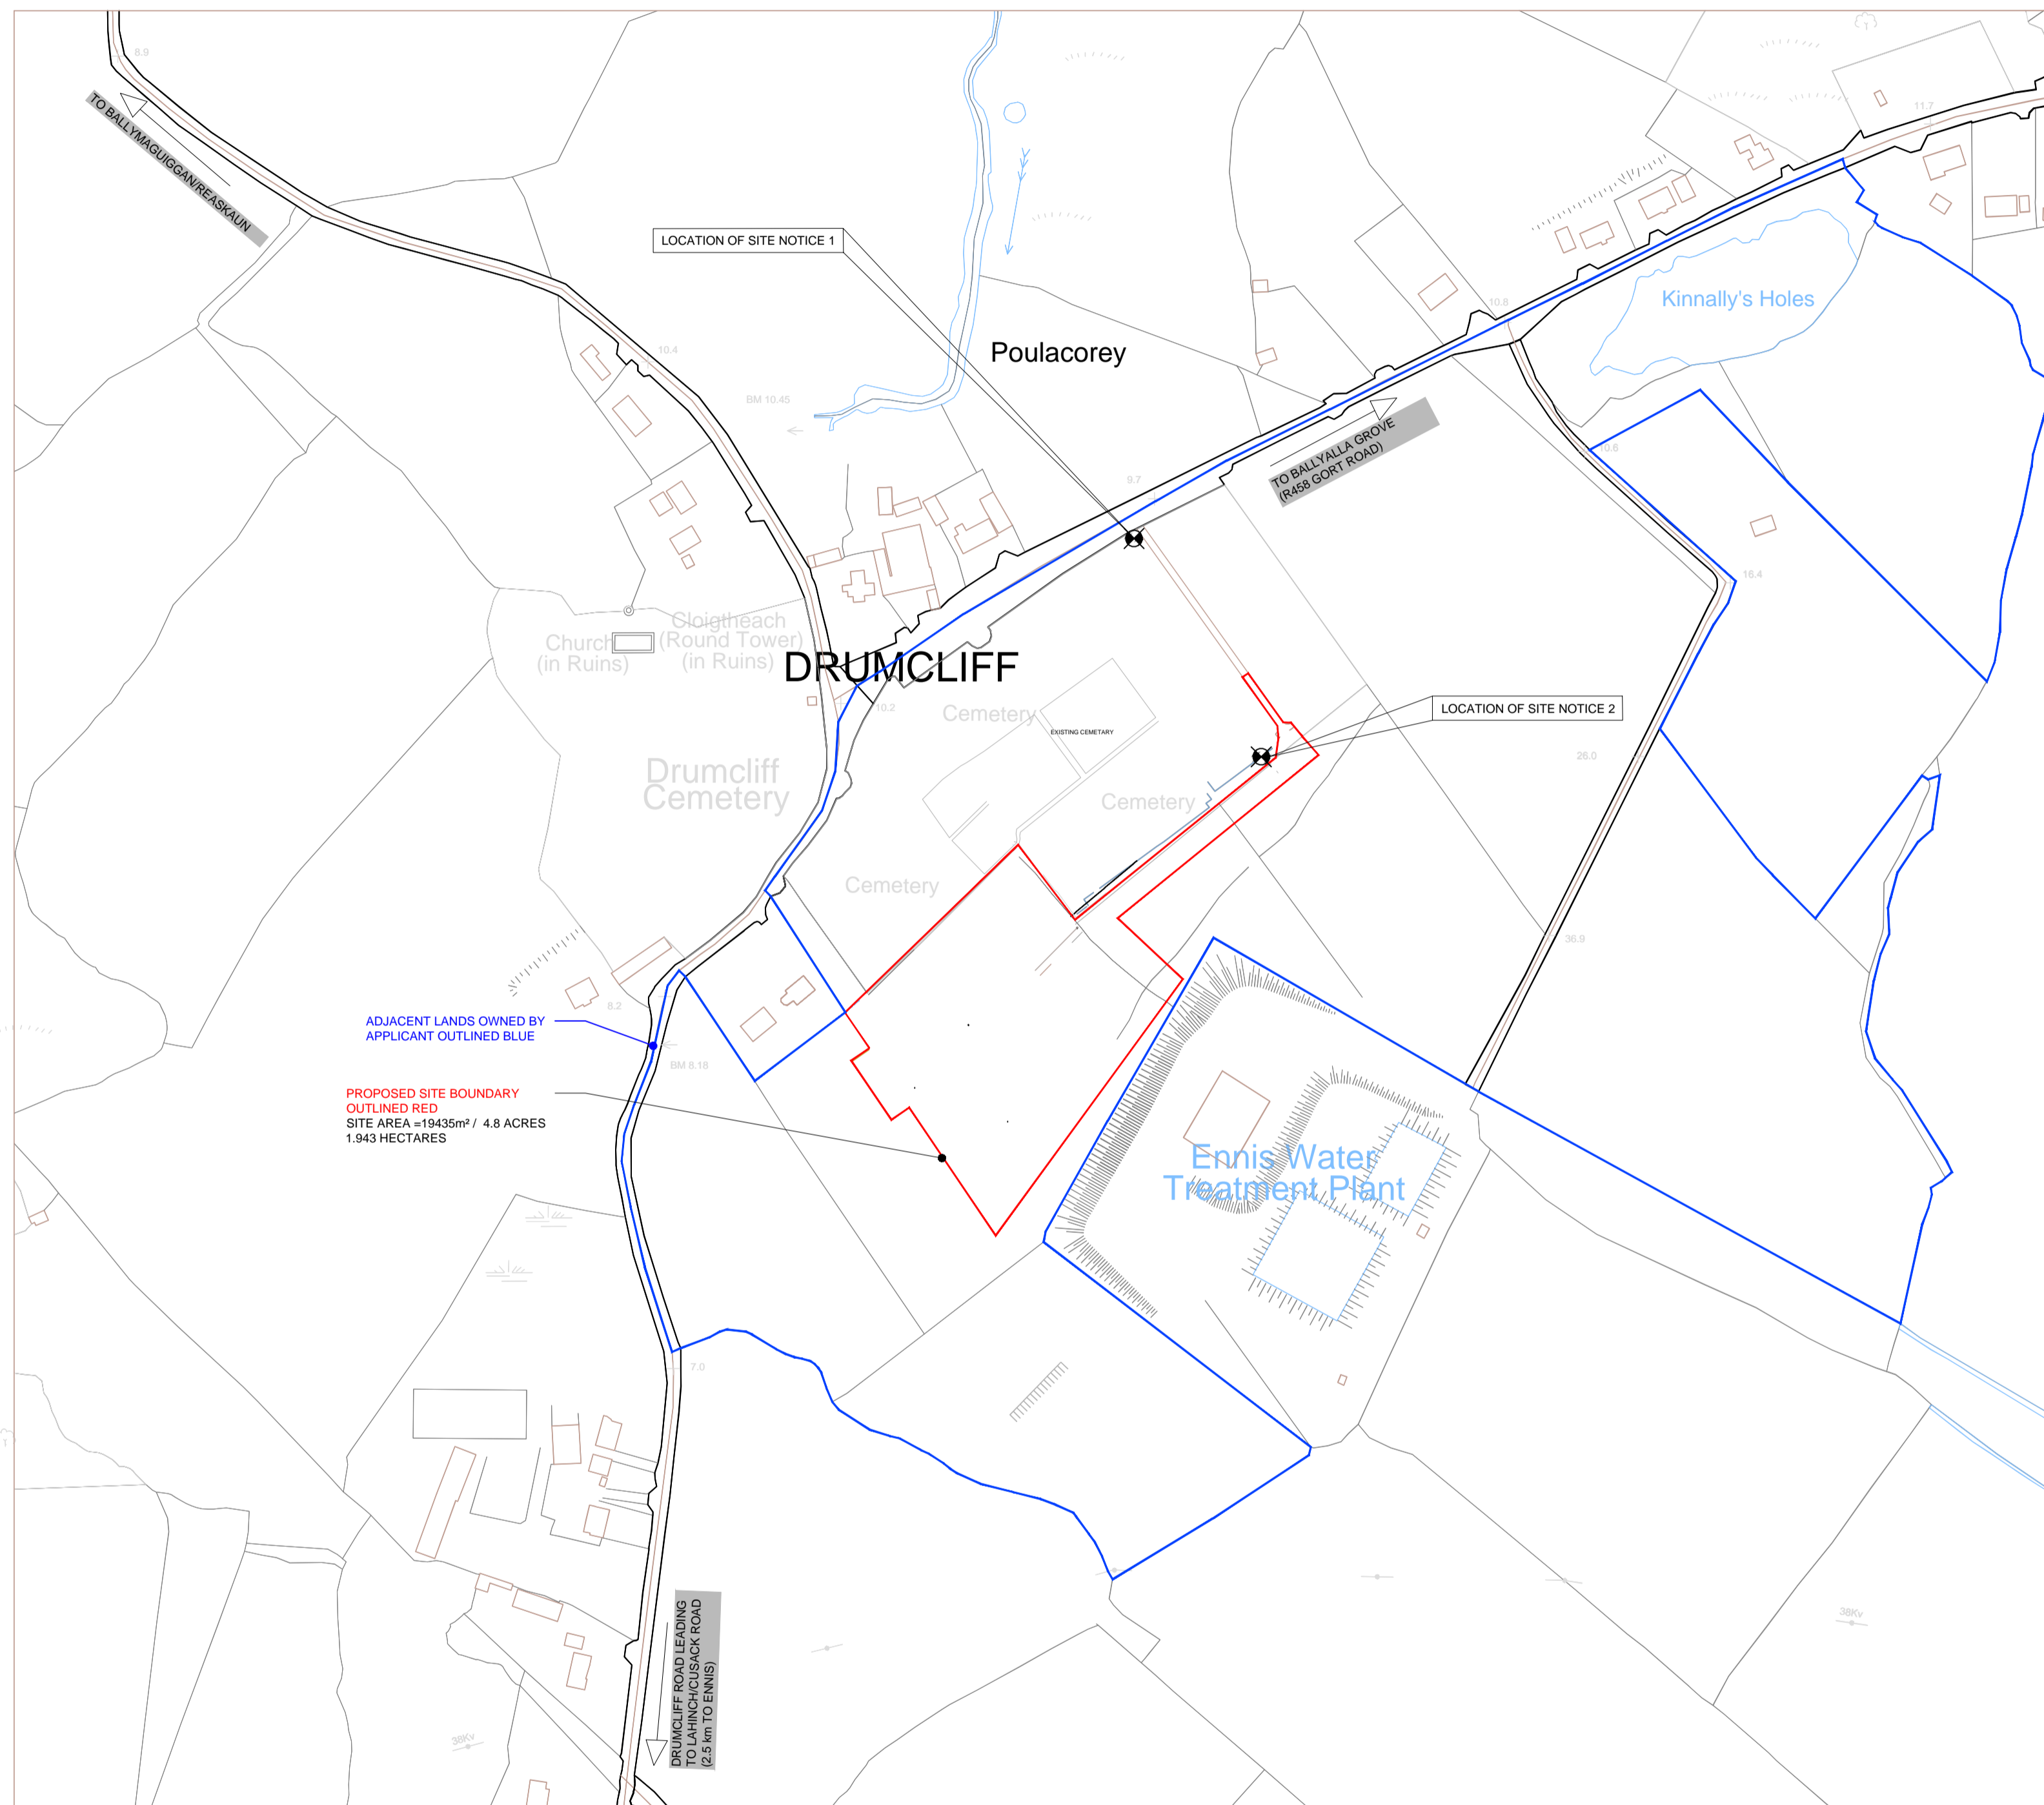 8.9
11.7
TO BALLYMAGUIGGAN/REASKAUN
LOCATION OF SITE NOTICE 1
Kinnally's Holes
10.8
10.4
Poulacorey
BM 10.45
TO BALLYALLA GROVE
(R458 GORT ROAD)
10.6
9.7
16.4
Cloigtheach
(Round Tower)
(in Ruins)
Church
(in Ruins)
DRUMCLIFF
10.2
LOCATION OF SITE NOTICE 2
Cemetery
EXISTING CEMETARY
26.0
Drumcliff
Cemetery
Cemetery
Cemetery
36.9
8.2
ADJACENT LANDS OWNED BY
APPLICANT OUTLINED BLUE
BM 8.18
PROPOSED SITE BOUNDARY
OUTLINED RED
SITE AREA =19435m² / 4.8 ACRES
1.943 HECTARES
Ennis Water
Treatment Plant
7.0
DRUMCLIFF ROAD LEADING
TO LAHINCH/CUSACK ROAD
(2.5 km TO ENNIS)
38Kv
38Kv